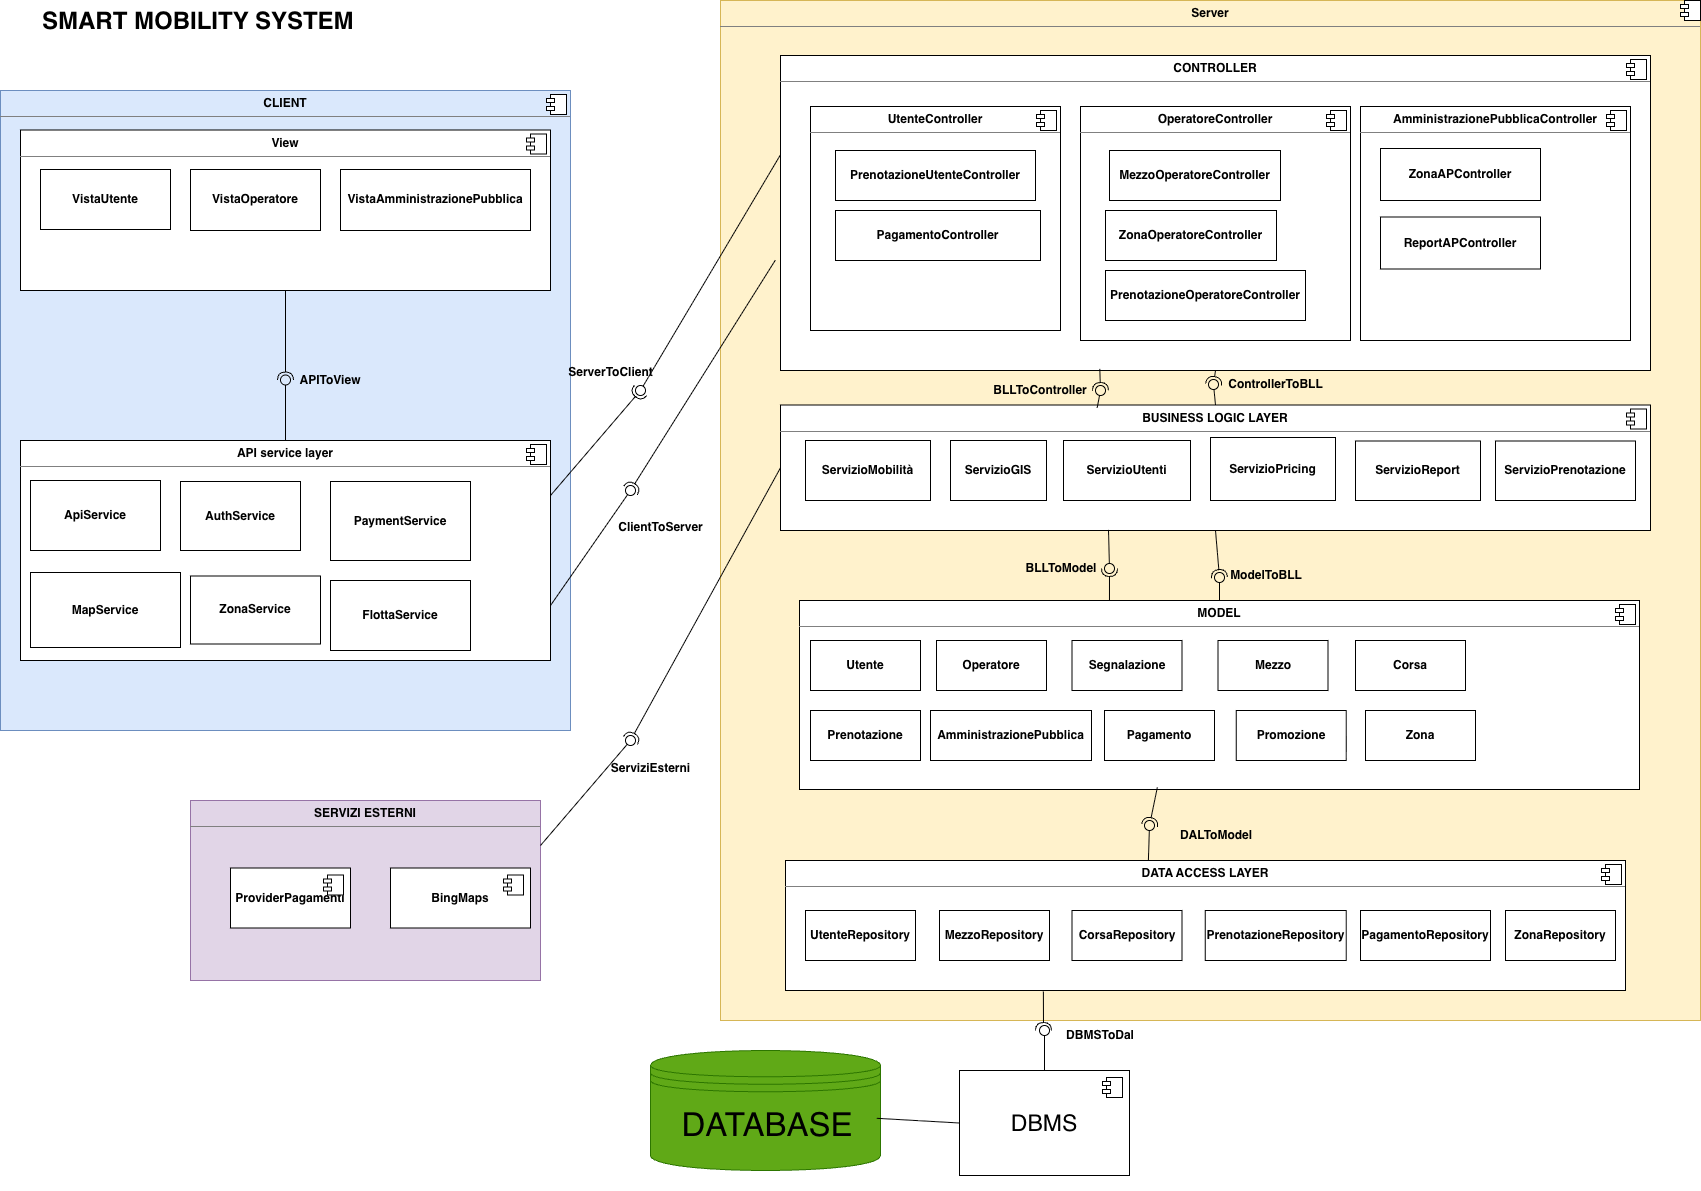 SMART MOBILITY SYSTEM
CLIENT
View
VistaUtente
VistaOperatore
VistaAmministrazionePubblica
APIToView
API service layer
ApiService
AuthService
PaymentService
MapService
ZonaService
FlottaService
ServerToClient
ClientToServer
ServiziEsterni
SERVIZI ESTERNI
ProviderPagamenti
BingMaps
Server
CONTROLLER
UtenteController
PrenotazioneUtenteController
PagamentoController
OperatoreController
MezzoOperatoreController
ZonaOperatoreController
PrenotazioneOperatoreController
AmministrazionePubblicaController
ZonaAPController
ReportAPController
BLLToController
ControllerToBLL
BUSINESS LOGIC LAYER
ServizioMobilità
ServizioGIS
ServizioUtenti
ServizioPricing
ServizioReport
ServizioPrenotazione
BLLToModel
ModelToBLL
MODEL
Utente
Operatore
Segnalazione
Mezzo
Corsa
Prenotazione
AmministrazionePubblica
Pagamento
Promozione
Zona
DALToModel
DATA ACCESS LAYER
UtenteRepository
MezzoRepository
CorsaRepository
PrenotazioneRepository
PagamentoRepository
ZonaRepository
DBMSToDal
DATABASE
DBMS